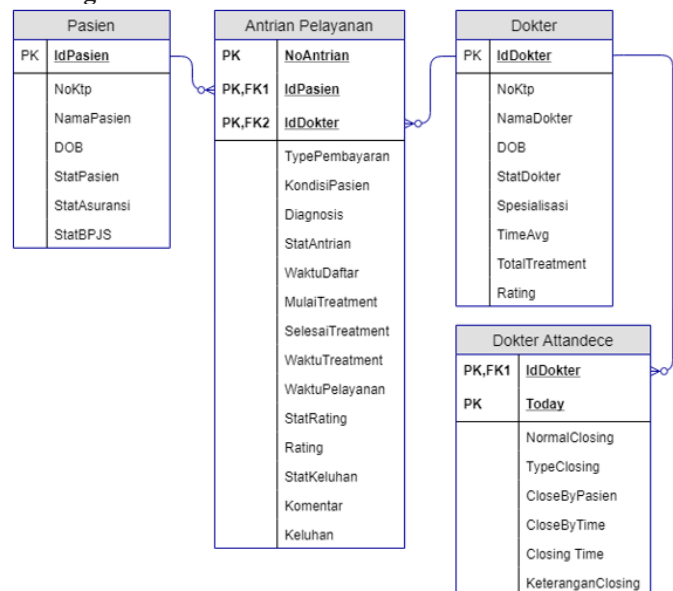 Pasien
PK IdPasien
NoKtp
NamaPasien
DOB
StatPasien
StatAsuransi
StatBPJS
Antrian Pelayanan
PK NoAntrian
PK,FK1 IdPasien
PK,FK2 IdDokter
TypePembayaran
KondisiPasien
Diagnosis
StatAntrian
WaktuDaftar
MulaiTreatment
SelesaiTreatment
WaktuTreatment
WaktuPelayanan
StatRating
Rating
StatKeluhan
Komentar
Keluhan
Dokter
PK IdDokter
NoKtp
NamaDokter
DOB
StatDokter
Spesialisasi
TimeAvg
TotalTreatment
Rating
Dokter Attandece
PK,FK1 IdDokter
PK Today
NormalClosing
TypeClosing
CloseByPasien
CloseByTime
Closing Time
KeteranganClosing